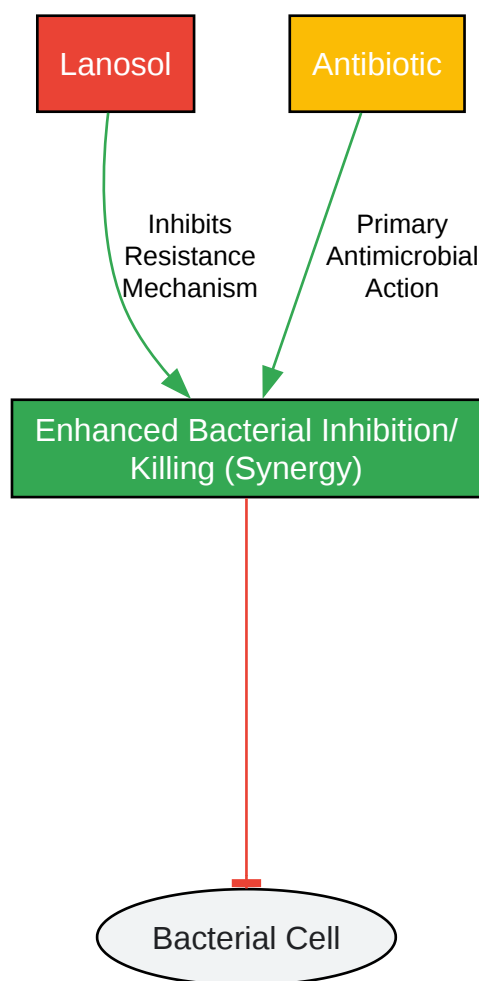 Lanosol
Antibiotic
Inhibits
Resistance
Mechanism
Primary
Antimicrobial
Action
Enhanced Bacterial Inhibition/
Killing (Synergy)
Bacterial Cell